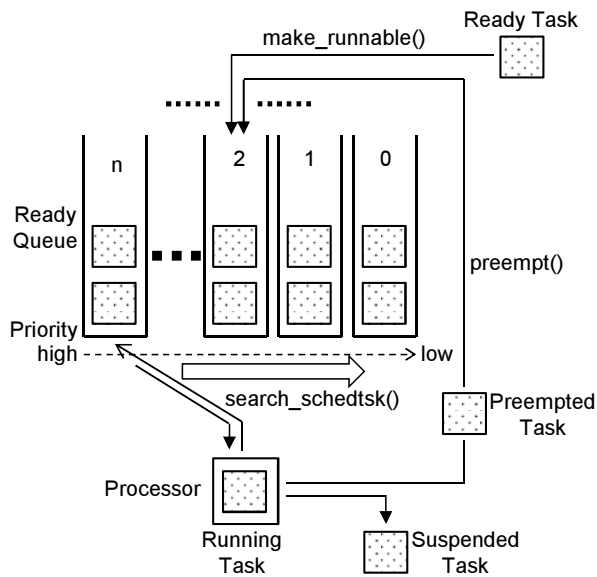 Ready Task
make_runnable()
n
2
1
0
Ready
Queue
preempt()
Priority
high
low
search_schedtsk()
Preempted
Task
Processor
Running
Task
Suspended
Task